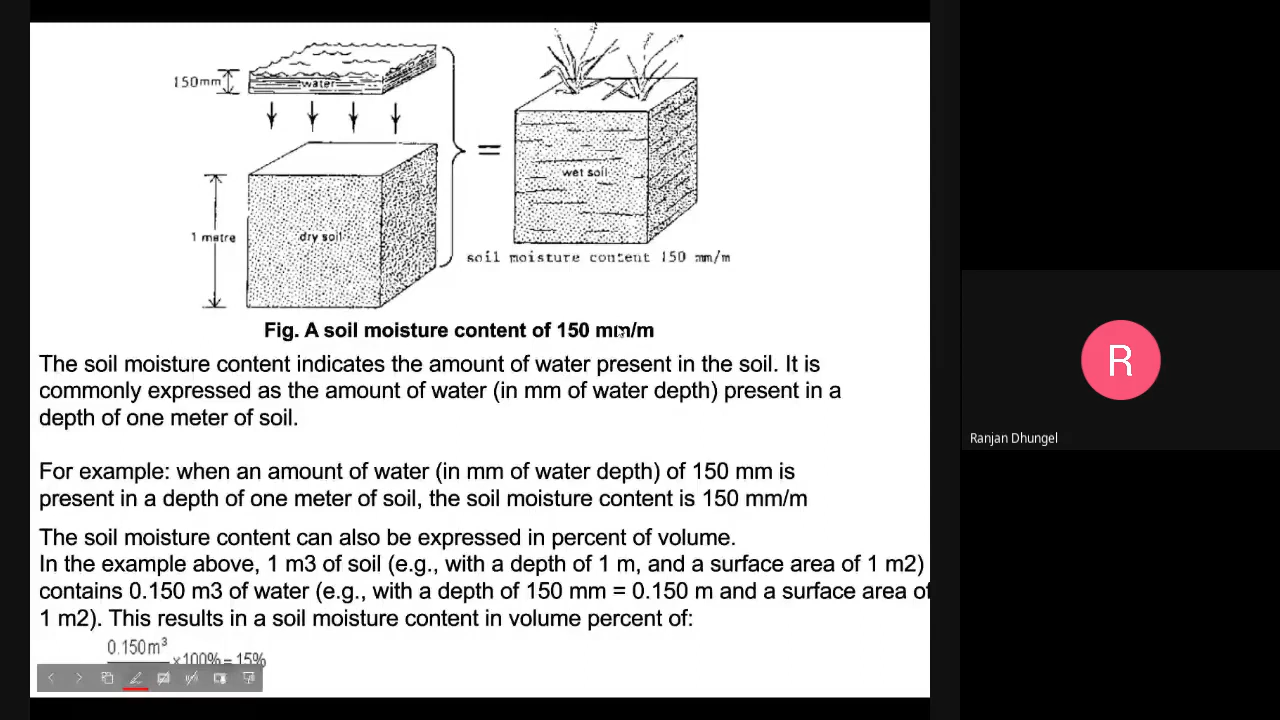 150mm
water
1 metre
dry soil
=
wet soil
soil moisture content 150 mm/m
Fig. A soil moisture content of 150 mm/m
The soil moisture content indicates the amount of water present in the soil. It is
commonly expressed as the amount of water (in mm of water depth) present in a
depth of one meter of soil.
For example: when an amount of water (in mm of water depth) of 150 mm is
present in a depth of one meter of soil, the soil moisture content is 150 mm/m
The soil moisture content can also be expressed in percent of volume.
In the example above, 1 m3 of soil (e.g., with a depth of 1 m, and a surface area of 1 m2)
contains 0.150 m3 of water (e.g., with a depth of 150 mm = 0.150 m and a surface area of
1 m2). This results in a soil moisture content in volume percent of:
0.150m³
×100% = 15%
R
Ranjan Dhungel